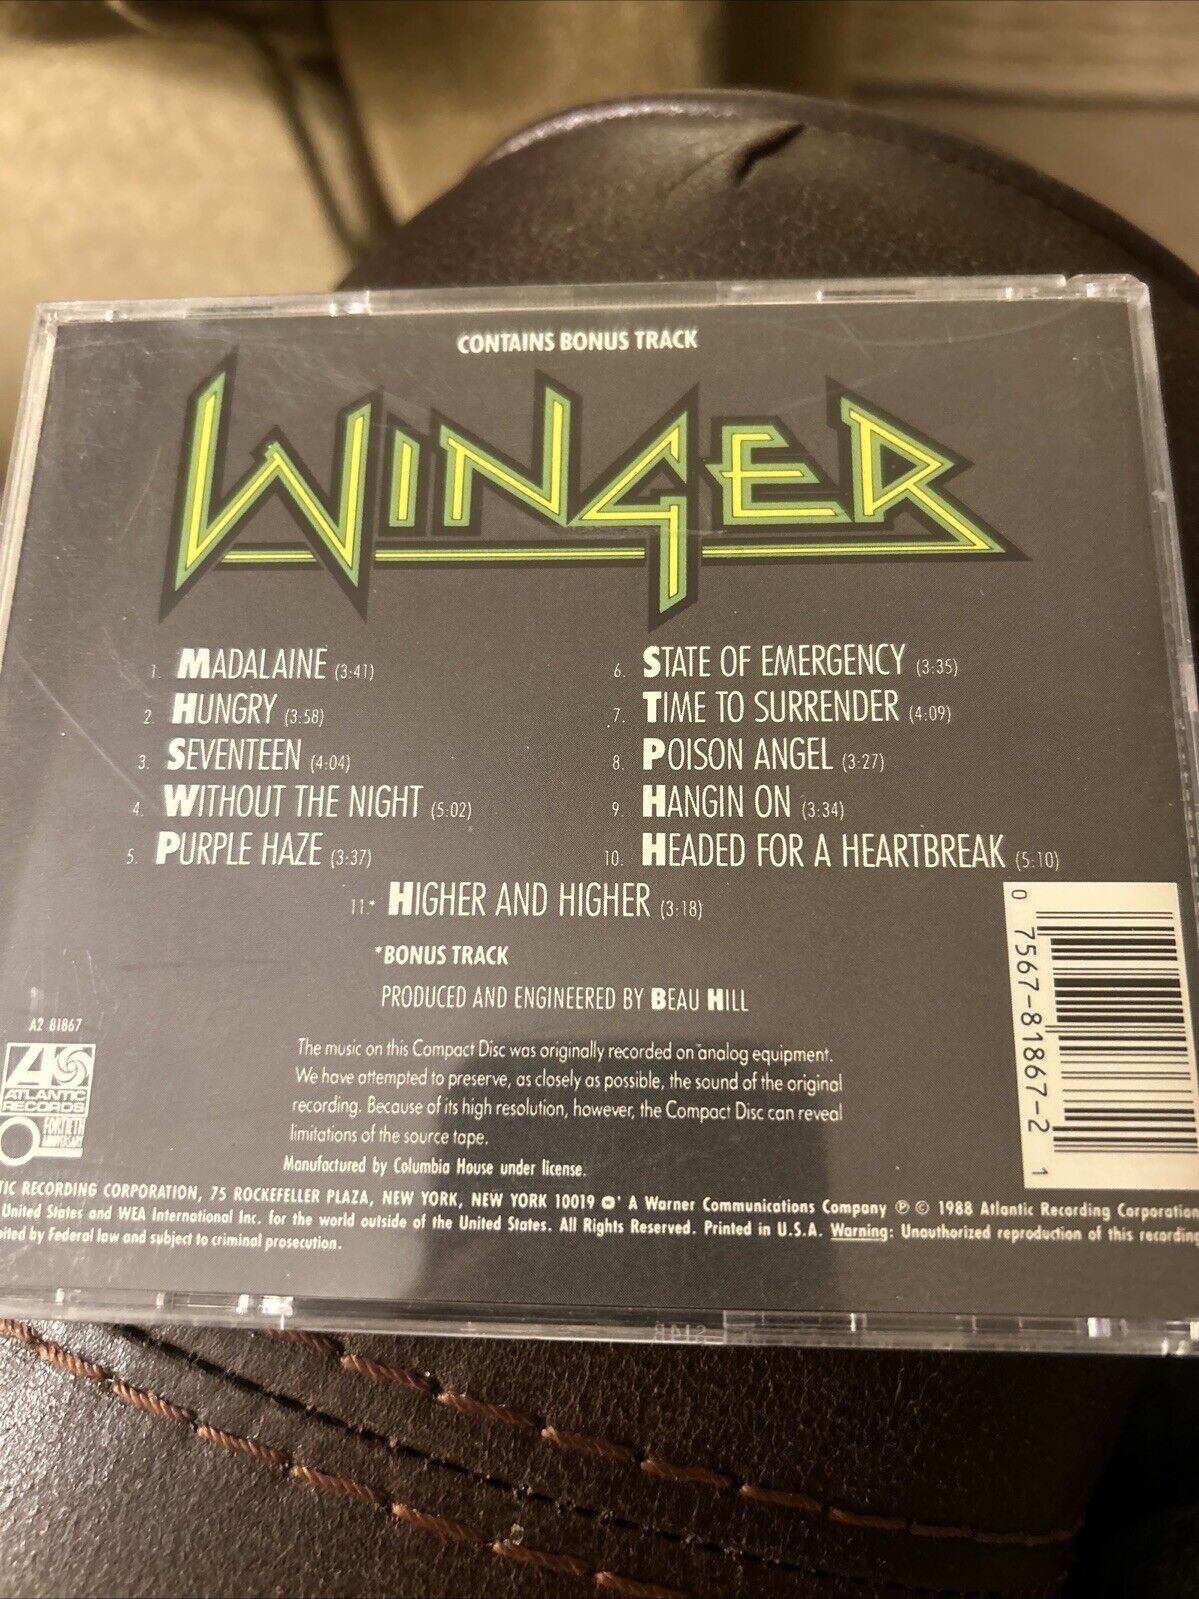 CONTAINS BONUS TRACK
WINGER
1. MADALAINE (3:41)
2. HUNGRY (3:58)
3. SEVENTEEN (4:04)
4. WITHOUT THE NIGHT (5:02)
5. PURPLE HAZE (3:37)
6. STATE OF EMERGENCY (3:35)
7. TIME TO SURRENDER (4:09)
8. POISON ANGEL (3:27)
9. HANGIN ON (3:34)
10. HEADED FOR A HEARTBREAK (5:10)
11.* HIGHER AND HIGHER (3:18)
*BONUS TRACK
PRODUCED AND ENGINEERED BY BEAU HILL
0 7567-81867-2 1
A2 81867
ATLANTIC
RECORDS
FORTIETH
ANNIVERSARY
The music on this Compact Disc was originally recorded on analog equipment.
We have attempted to preserve, as closely as possible, the sound of the original
recording. Because of its high resolution, however, the Compact Disc can reveal
limitations of the source tape.
Manufactured by Columbia House under license.
TIC RECORDING CORPORATION, 75 ROCKEFELLER PLAZA, NEW YORK, NEW YORK 10019 A Warner Communications Company ℗ © 1988 Atlantic Recording Corporation
United States and WEA International Inc. for the world outside of the United States. All Rights Reserved. Printed in U.S.A. Warning: Unauthorized reproduction of this recording
ited by Federal law and subject to criminal prosecution.